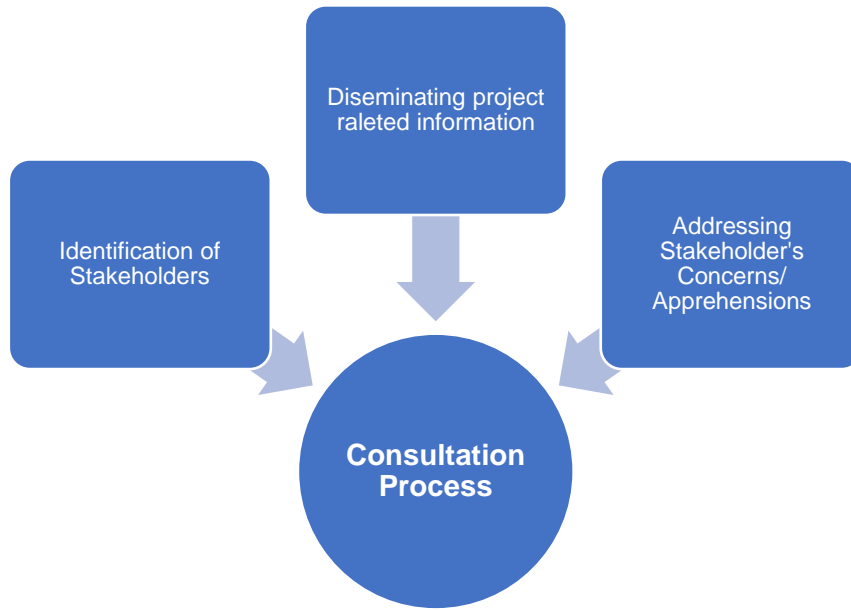 Diseminating project
raleted information
Identification of
Stakeholders
Addressing
Stakeholder's
Concerns/
Apprehensions
Consultation
Process